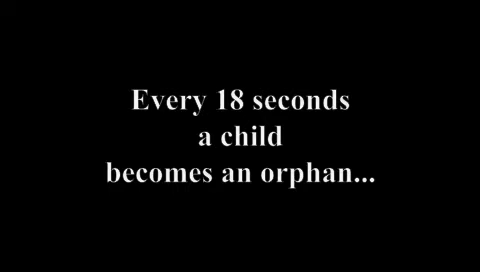 Every 18 seconds
a child
becomes an orphan...